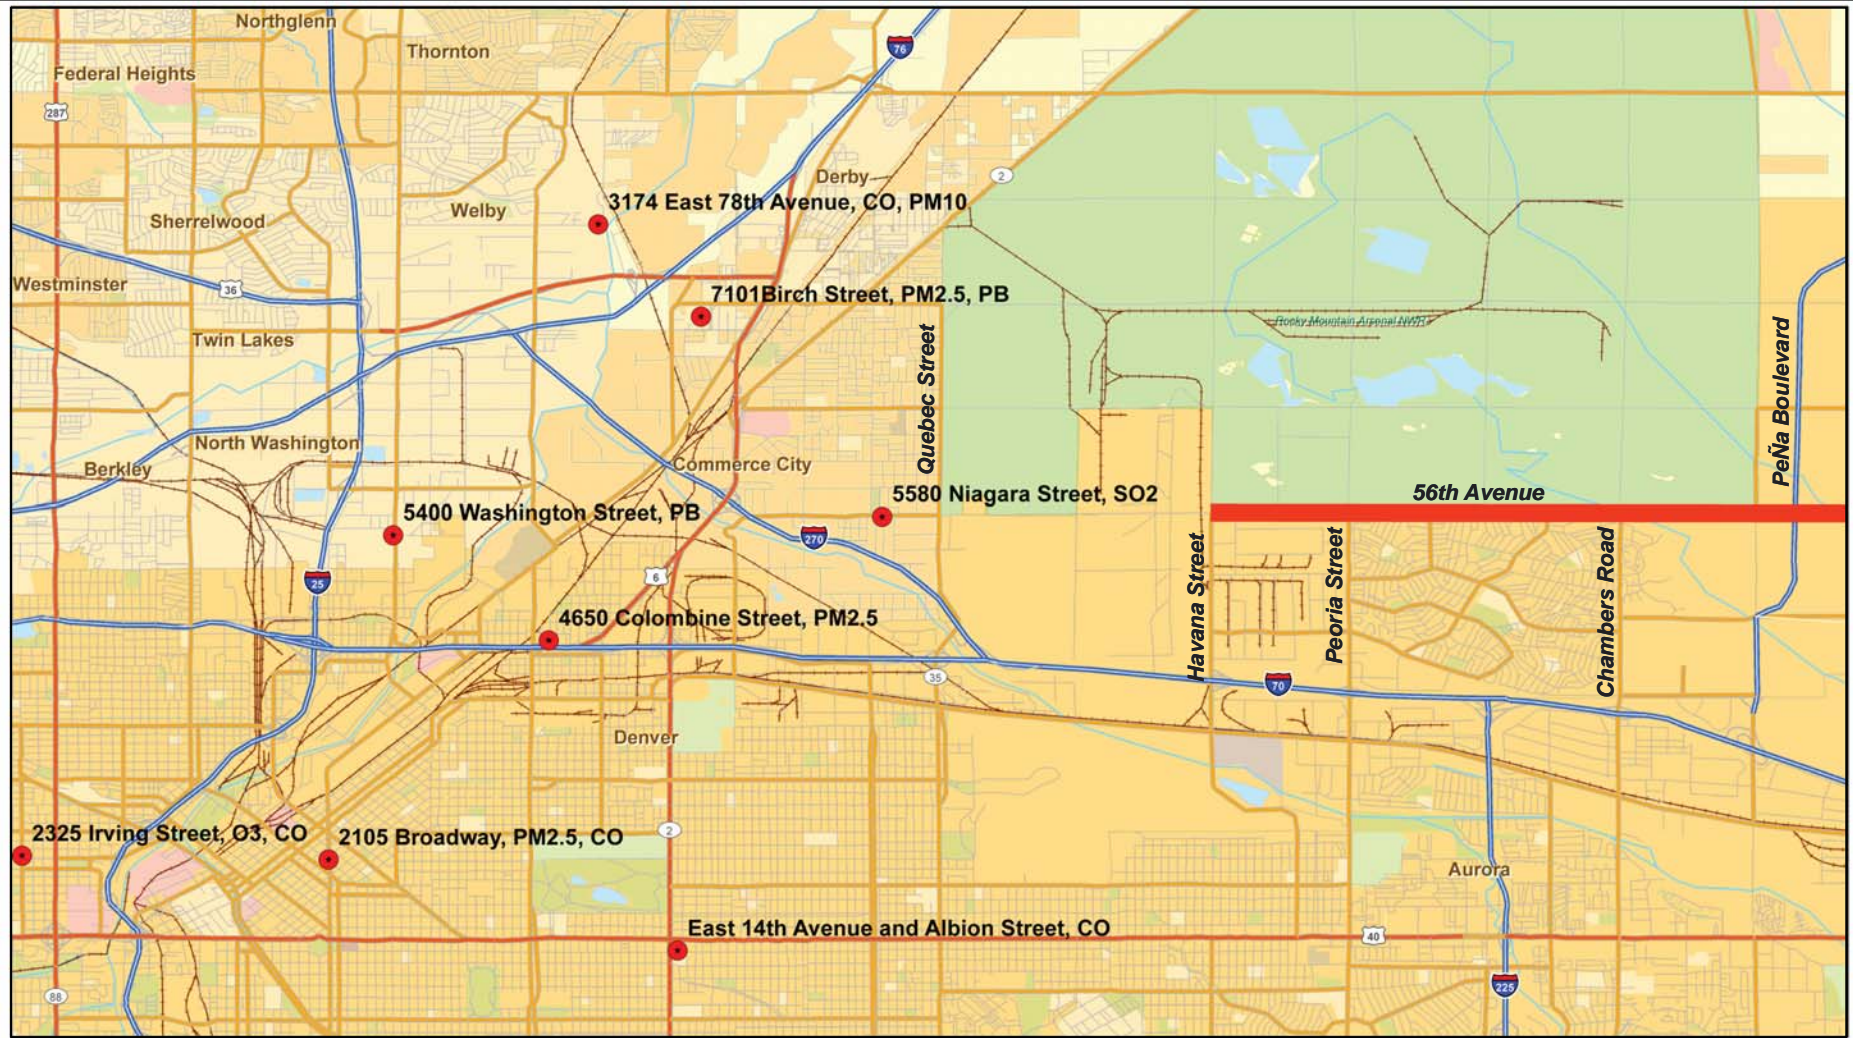 Northglenn
Thornton
76
Federal Heights
287
Derby
2
3174 East 78th Avenue, CO, PM10
Welby
Sherrelwood
Westminster
36
7101Birch Street, PM2.5, PB
Rocky Mountain Arsenal NWR
Twin Lakes
Quebec Street
PeÑa Boulevard
North Washington
Berkley
Commerce City
5580 Niagara Street, SO2
56th Avenue
5400 Washington Street, PB
270
25
6
Havana Street
Peoria Street
Chambers Road
4650 Colombine Street, PM2.5
35
70
Denver
2
2325 Irving Street, O3, CO
2105 Broadway, PM2.5, CO
Aurora
East 14th Avenue and Albion Street, CO
40
88
225